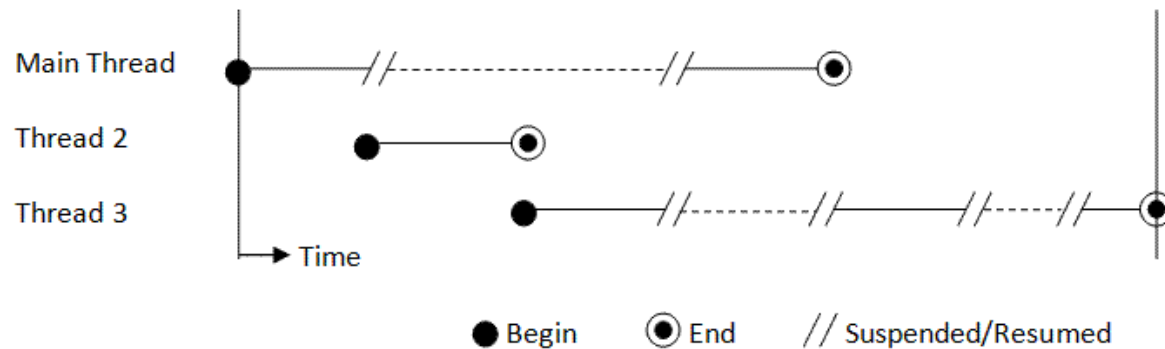 Main Thread
Thread 2
Thread 3
Time
Begin End Suspended/Resumed